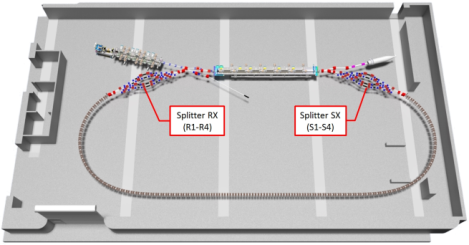 Splitter RX
(R1-R4)
Splitter SX
(S1-S4)